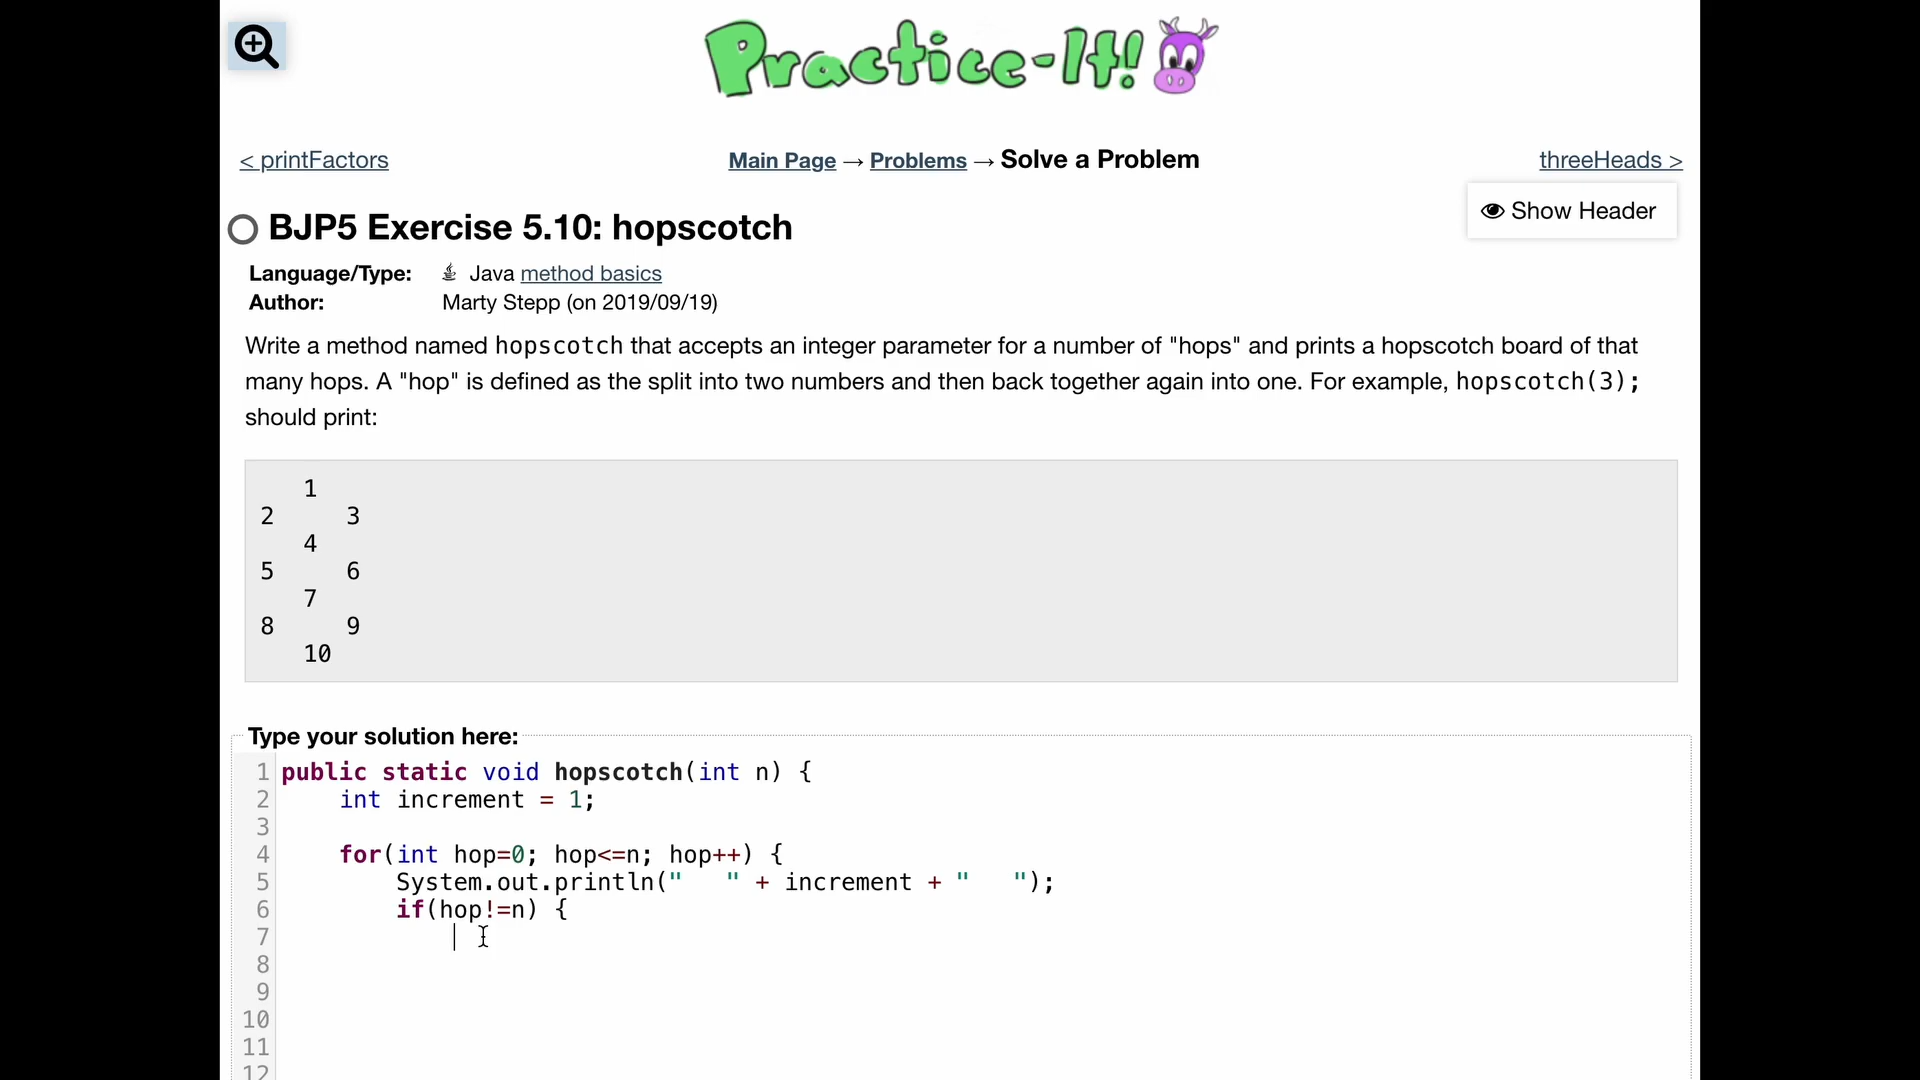 Practice-It!
< printFactors
Main Page → Problems → Solve a Problem
threeHeads >
Show Header
BJP5 Exercise 5.10: hopscotch
Language/Type: Java method basics
Author: Marty Stepp (on 2019/09/19)
Write a method named hopscotch that accepts an integer parameter for a number of "hops" and prints a hopscotch board of that
many hops. A "hop" is defined as the split into two numbers and then back together again into one. For example, hopscotch(3);
should print:
   1
2     3
   4
5     6
   7
8     9
   10
Type your solution here:
1 public static void hopscotch(int n) {
2     int increment = 1;
3
4     for(int hop=0; hop<=n; hop++) {
5         System.out.println("   " + increment + "   ");
6         if(hop!=n) {
7
8
9
10
11
12